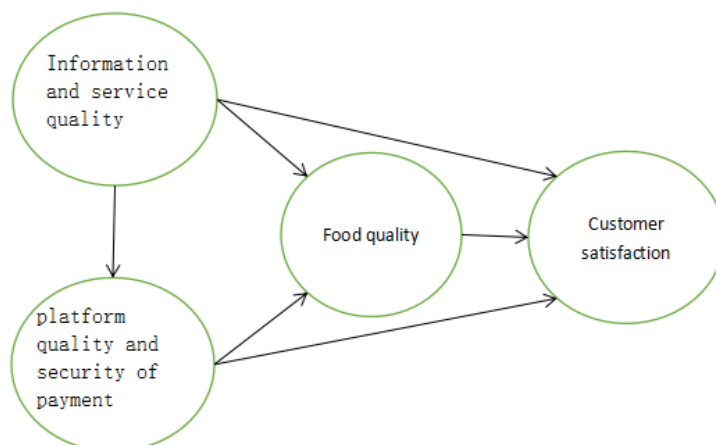 Information
and service
quality
Food quality
Customer
satisfaction
platform
quality and
security of
payment